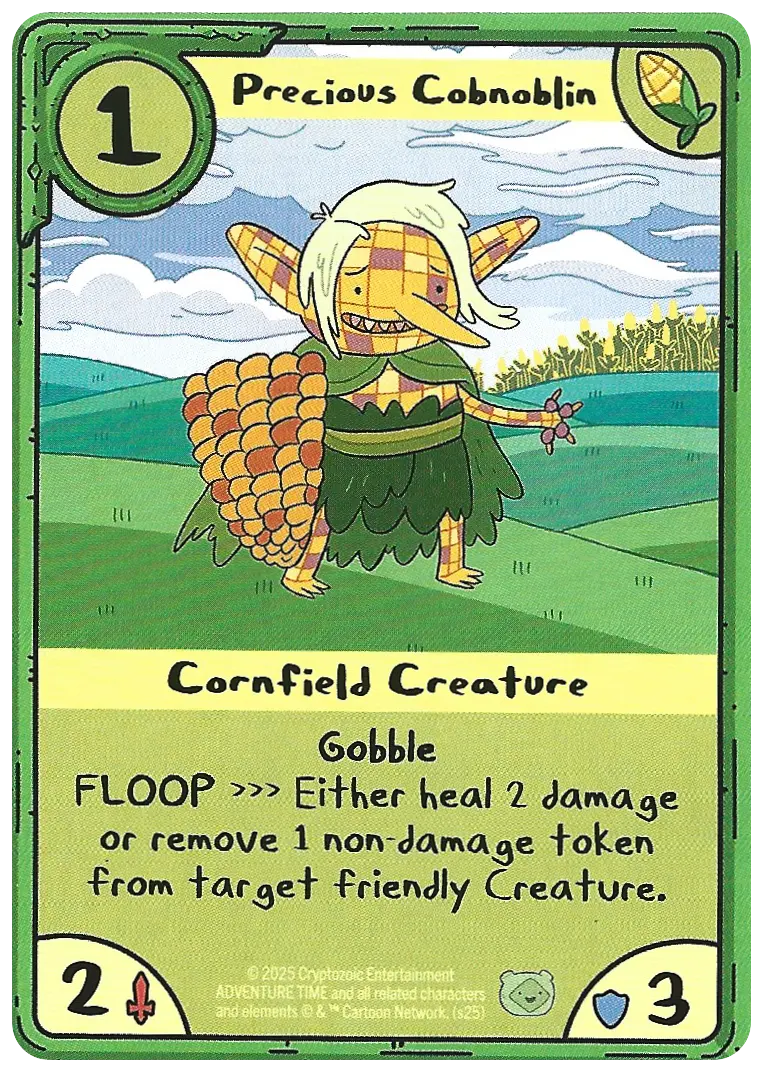 1
Precious Cobnoblin
Cornfield Creature
Gobble
FLOOP >>> Either heal 2 damage
or remove 1 non-damage token
from target friendly Creature.
2
© 2025 Cryptozoic Entertainment
ADVENTURE TIME and all related characters
and elements © & ™ Cartoon Network. (s25)
3